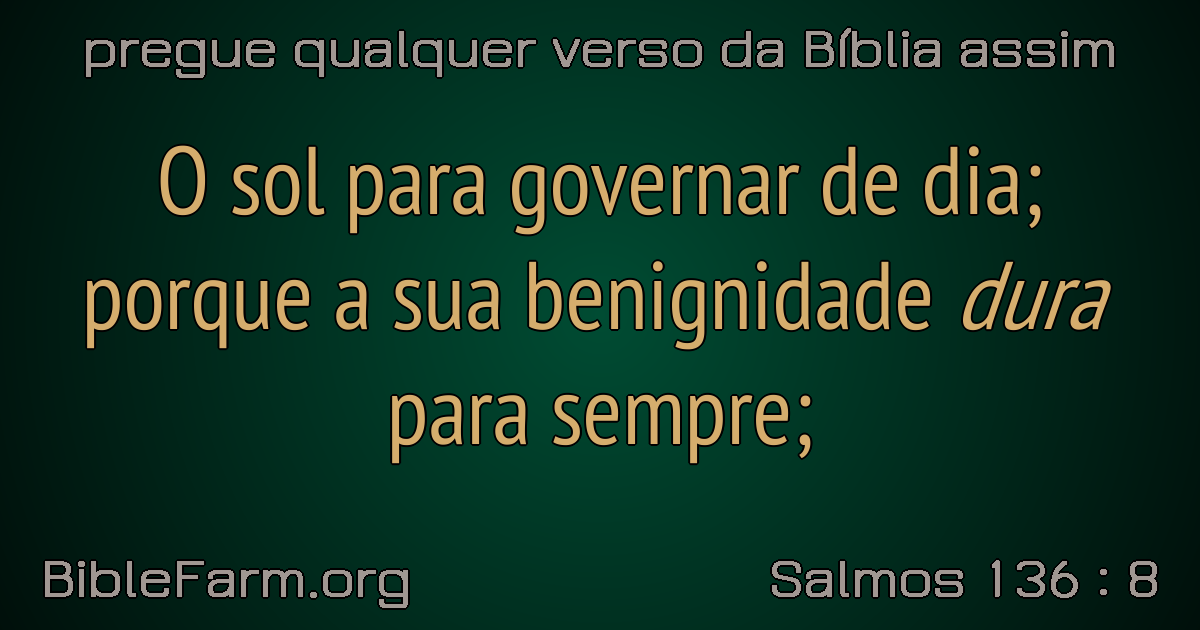 pregue qualquer verso da Bíblia assim
O sol para governar de dia;
porque a sua benignidade dura
para sempre;
BibleFarm.org
Salmos 136 : 8